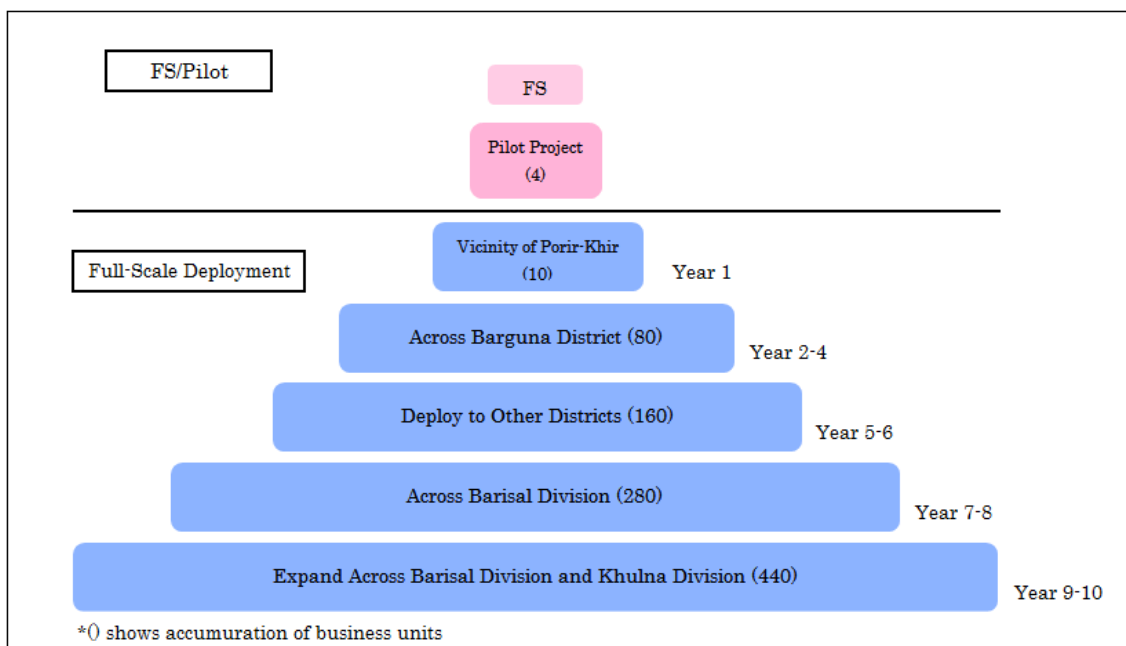 FS/Pilot
FS
Pilot Project
(4)
Full-Scale Deployment
Vicinity of Porir-Khir
(10)
Year 1
Across Barguna District (80)
Year 2-4
Deploy to Other Districts (160)
Year 5-6
Across Barisal Division (280)
Year 7-8
Expand Across Barisal Division and Khulna Division (440)
Year 9-10
*() shows accumuration of business units